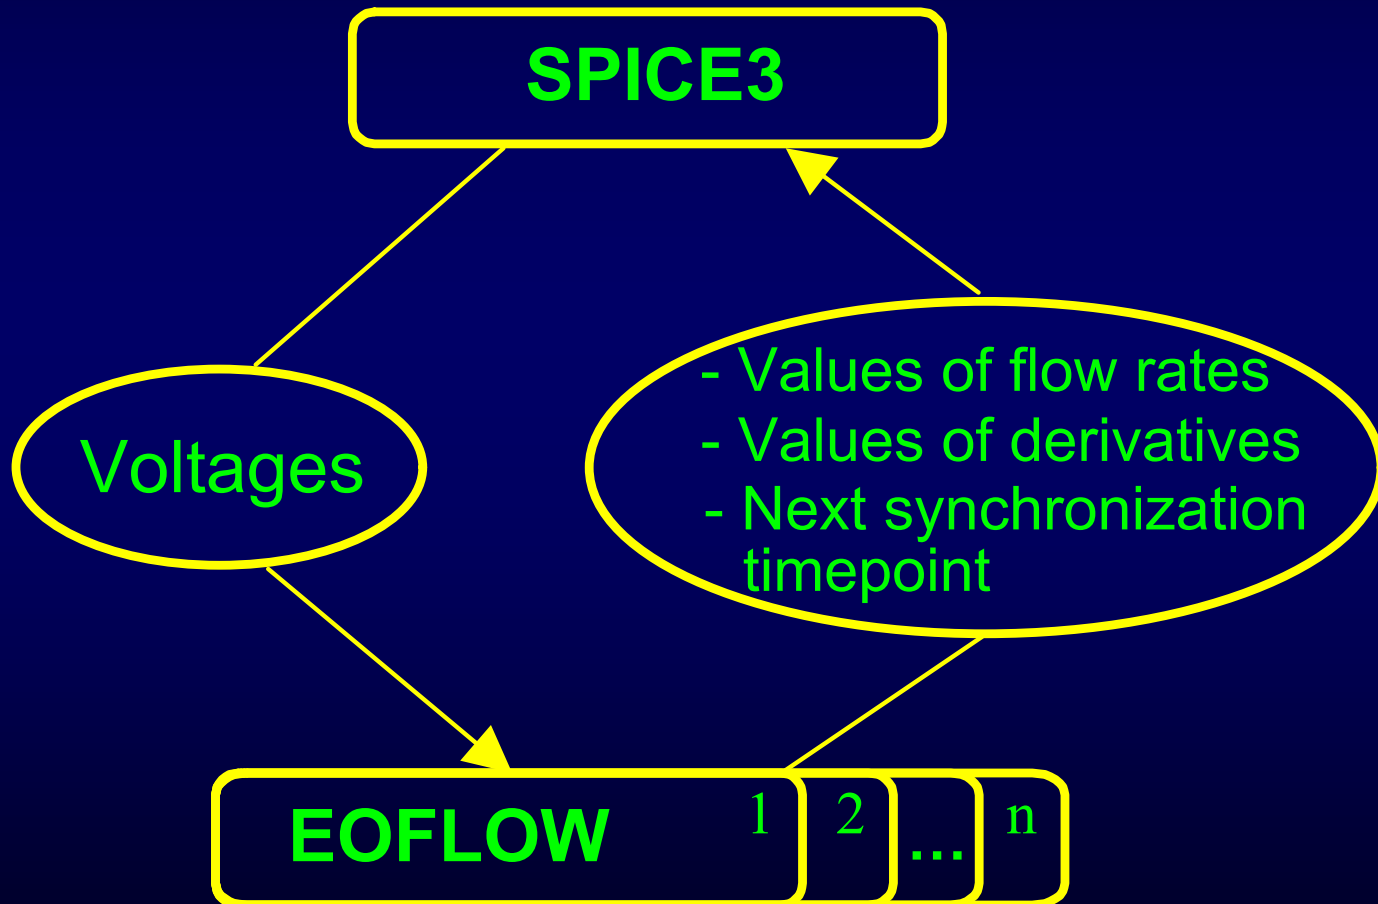 SPICE3
Voltages
- Values of flow rates
- Values of derivatives
- Next synchronization
timepoint
EOFLOW 1 2 ... n